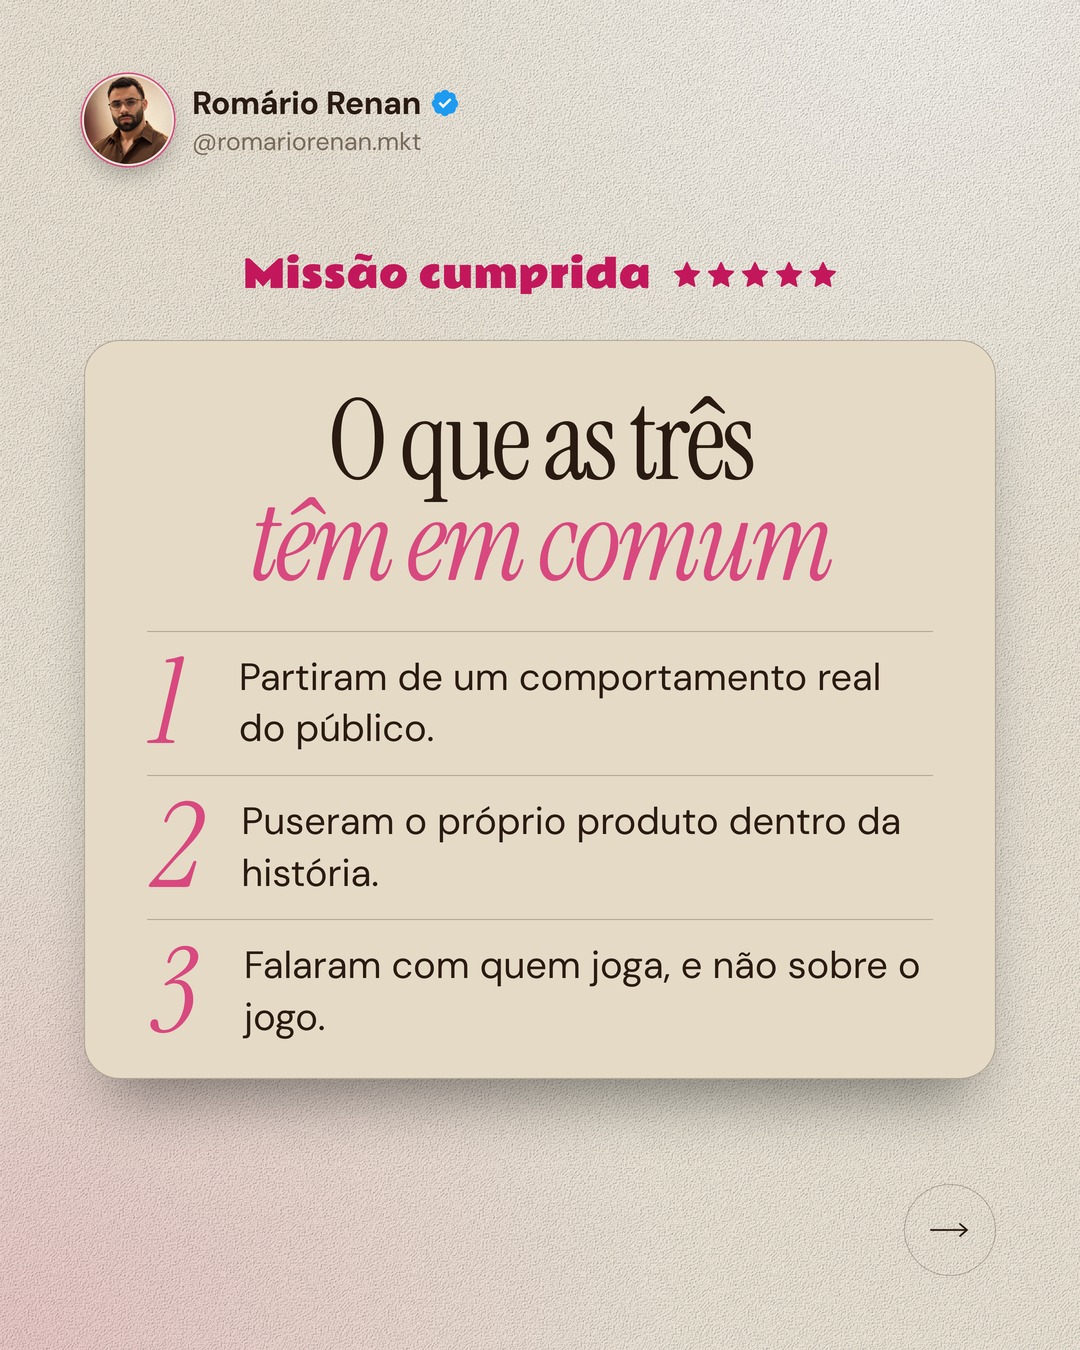 Romário Renan
@romariorenan.mkt
Missão cumprida ★★★★★
O que as três
têm em comum
1 Partiram de um comportamento real
do público.
2 Puseram o próprio produto dentro da
história.
3 Falaram com quem joga, e não sobre o
jogo.